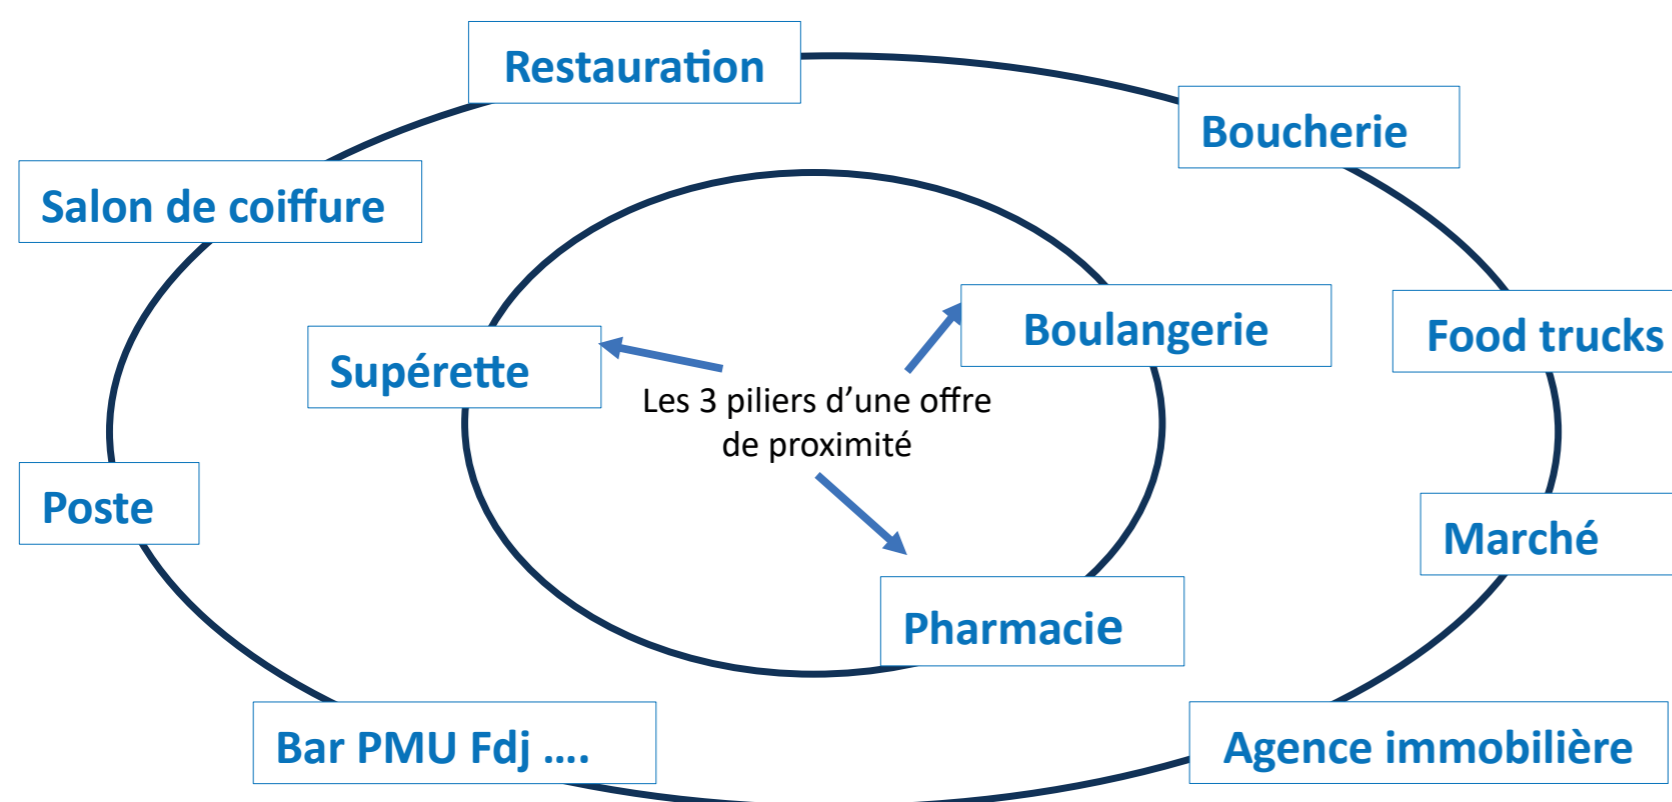 Restauration
Boucherie
Salon de coiffure
Boulangerie
Food trucks
Supérette
Les 3 piliers d’une offre
de proximité
Poste
Marché
Pharmacie
Bar PMU Fdj ....
Agence immobilière